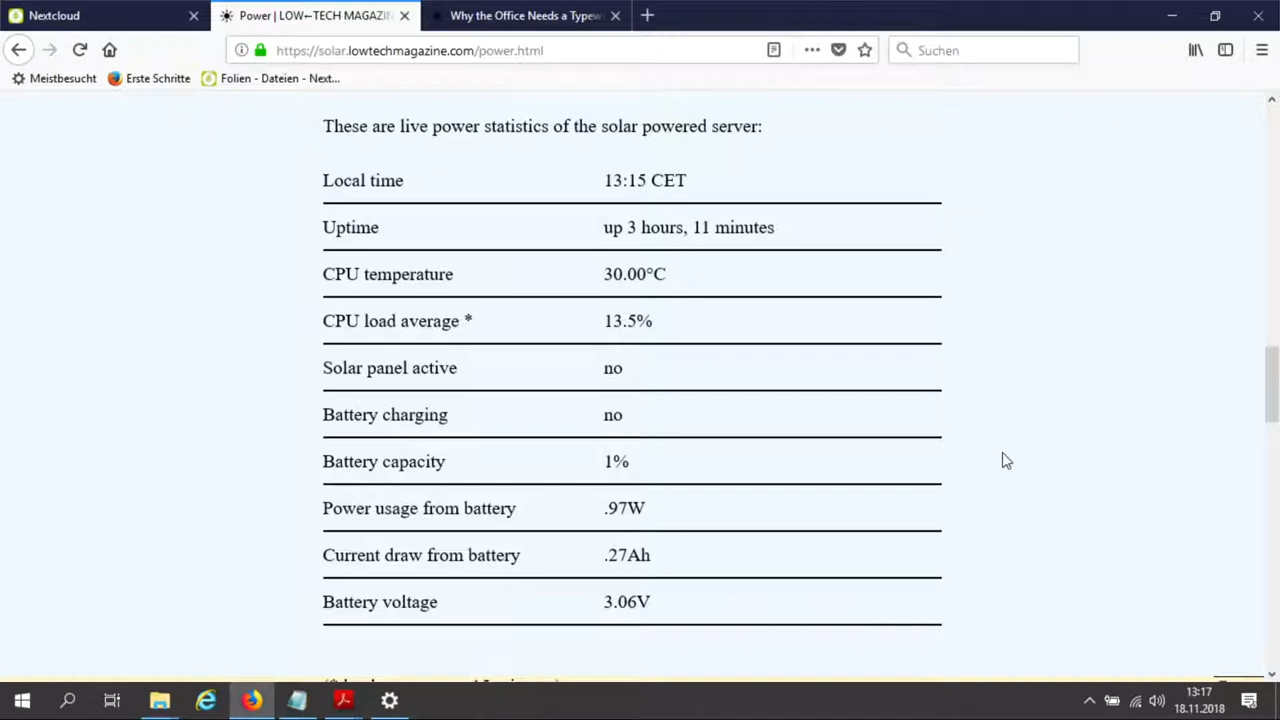 Nextcloud
Power | LOW←TECH MAGAZIN
Why the Office Needs a Typew
https://solar.lowtechmagazine.com/power.html
Suchen
Meistbesucht
Erste Schritte
Folien - Dateien - Next...
These are live power statistics of the solar powered server:
Local time 13:15 CET
Uptime up 3 hours, 11 minutes
CPU temperature 30.00°C
CPU load average * 13.5%
Solar panel active no
Battery charging no
Battery capacity 1%
Power usage from battery .97W
Current draw from battery .27Ah
Battery voltage 3.06V
13:17
18.11.2018